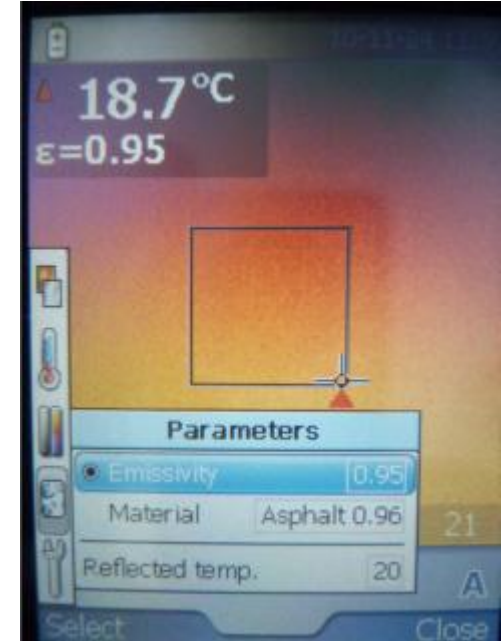 18.7°C
ε=0.95
Parameters
Emissivity 0.95
Material Asphalt 0.96
Reflected temp. 20
21
A
Select
Close